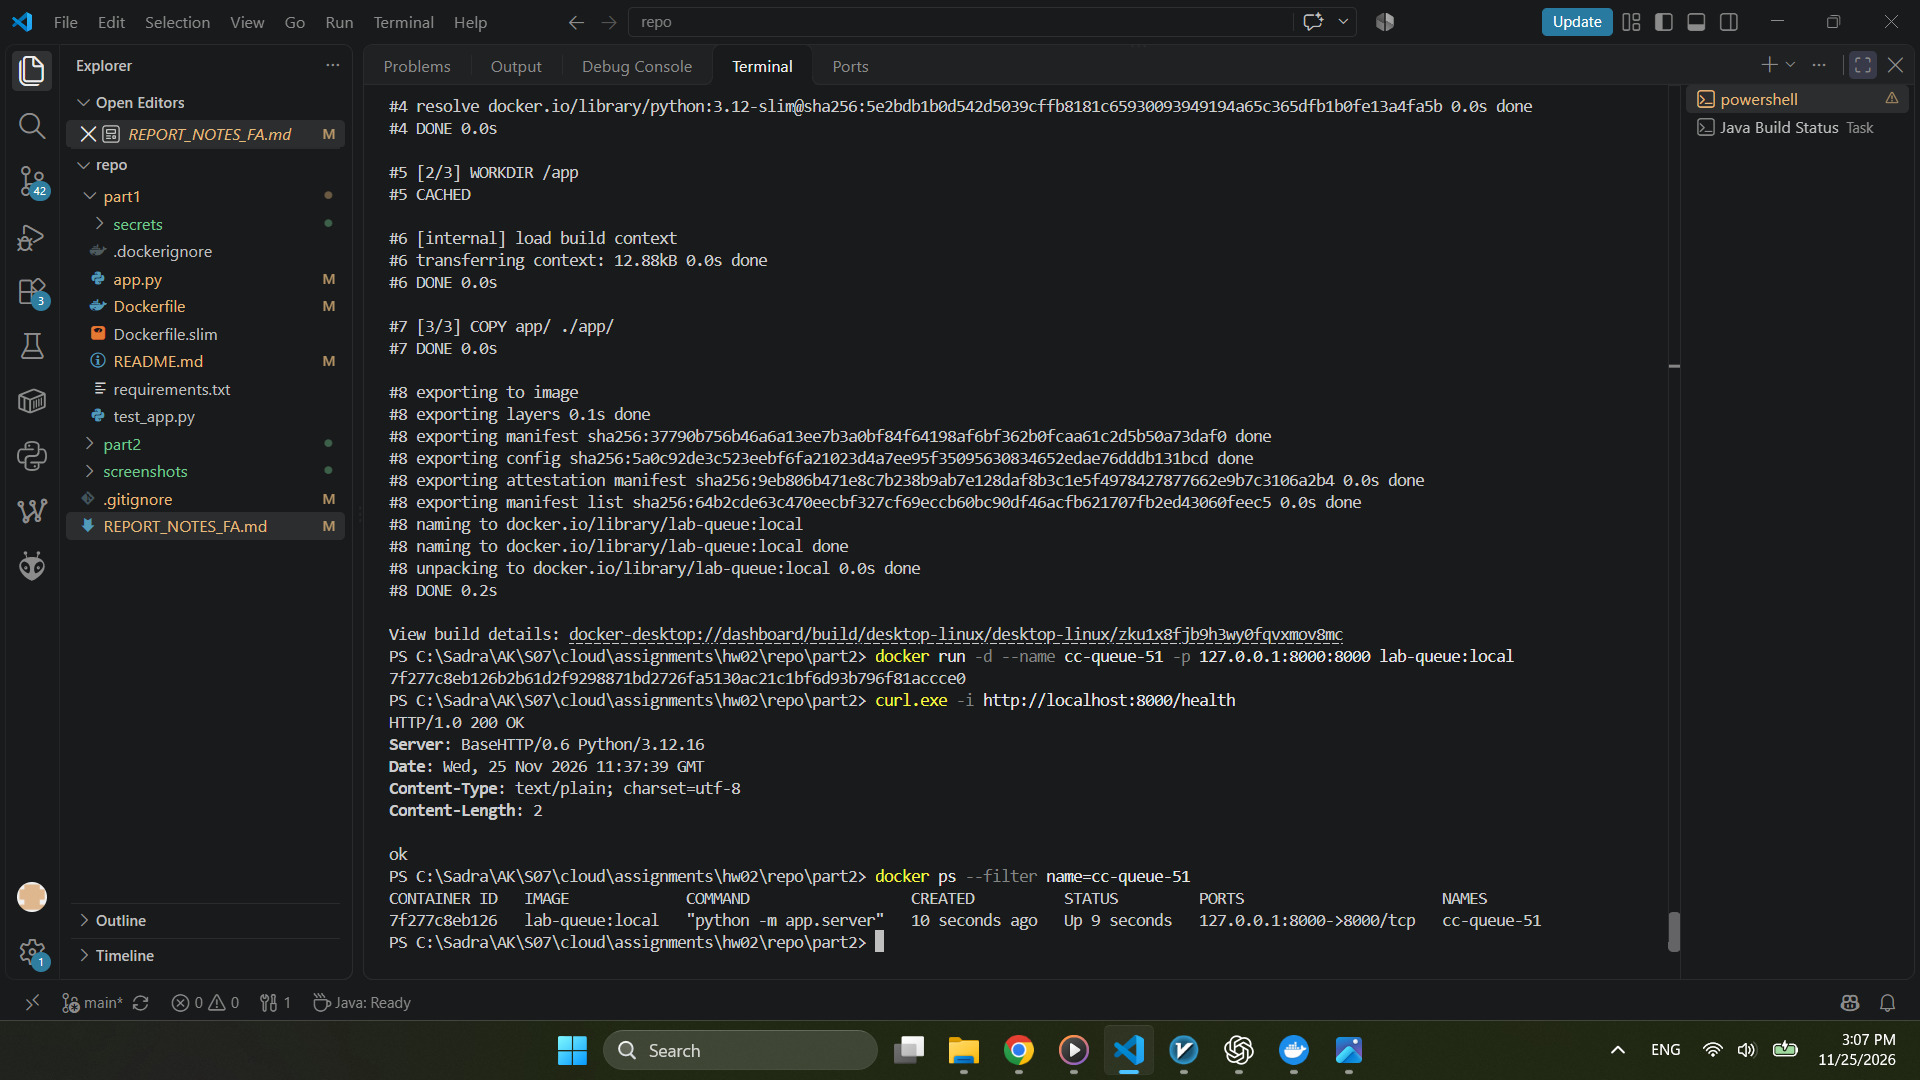 File Edit Selection View Go Run Terminal Help
repo
Update
Explorer
Open Editors
REPORT_NOTES_FA.md M
repo
part1
secrets
.dockerignore
app.py M
Dockerfile M
Dockerfile.slim
README.md M
requirements.txt
test_app.py
part2
screenshots
.gitignore M
REPORT_NOTES_FA.md M
Outline
Timeline
42
3
1
Problems Output Debug Console Terminal Ports
#4 resolve docker.io/library/python:3.12-slim@sha256:5e2bdb1b0d542d5039cffb8181c65930093949194a65c365dfb1b0fe13a4fa5b 0.0s done
#4 DONE 0.0s
#5 [2/3] WORKDIR /app
#5 CACHED
#6 [internal] load build context
#6 transferring context: 12.88kB 0.0s done
#6 DONE 0.0s
#7 [3/3] COPY app/ ./app/
#7 DONE 0.0s
#8 exporting to image
#8 exporting layers 0.1s done
#8 exporting manifest sha256:37790b756b46a6a13ee7b3a0bf84f64198af6bf362b0fcaa61c2d5b50a73daf0 done
#8 exporting config sha256:5a0c92de3c523eebf6fa21023d4a7ee95f35095630834652edae76dddb131bcd done
#8 exporting attestation manifest sha256:9eb806b471e8c7b238b9ab7e128daf8b3c1e5f4978427877662e9b7c3106a2b4 0.0s done
#8 exporting manifest list sha256:64b2cde63c470eecbf327cf69eccb60bc90df46acfb621707fb2ed43060feec5 0.0s done
#8 naming to docker.io/library/lab-queue:local
#8 naming to docker.io/library/lab-queue:local done
#8 unpacking to docker.io/library/lab-queue:local 0.0s done
#8 DONE 0.2s
View build details: docker-desktop://dashboard/build/desktop-linux/desktop-linux/zku1x8fjb9h3wy0fqvxmov8mc
PS C:\Sadra\AK\S07\cloud\assignments\hw02\repo\part2> docker run -d --name cc-queue-51 -p 127.0.0.1:8000:8000 lab-queue:local
7f277c8eb126b2b61d2f9298871bd2726fa5130ac21c1bf6d93b796f81accce0
PS C:\Sadra\AK\S07\cloud\assignments\hw02\repo\part2> curl.exe -i http://localhost:8000/health
HTTP/1.0 200 OK
Server: BaseHTTP/0.6 Python/3.12.16
Date: Wed, 25 Nov 2026 11:37:39 GMT
Content-Type: text/plain; charset=utf-8
Content-Length: 2
ok
PS C:\Sadra\AK\S07\cloud\assignments\hw02\repo\part2> docker ps --filter name=cc-queue-51
CONTAINER ID IMAGE COMMAND CREATED STATUS PORTS NAMES
7f277c8eb126 lab-queue:local "python -m app.server" 10 seconds ago Up 9 seconds 127.0.0.1:8000->8000/tcp cc-queue-51
PS C:\Sadra\AK\S07\cloud\assignments\hw02\repo\part2>
powershell
Java Build Status Task
main* 0 0 1 Java: Ready
Search
ENG
3:07 PM
11/25/2026